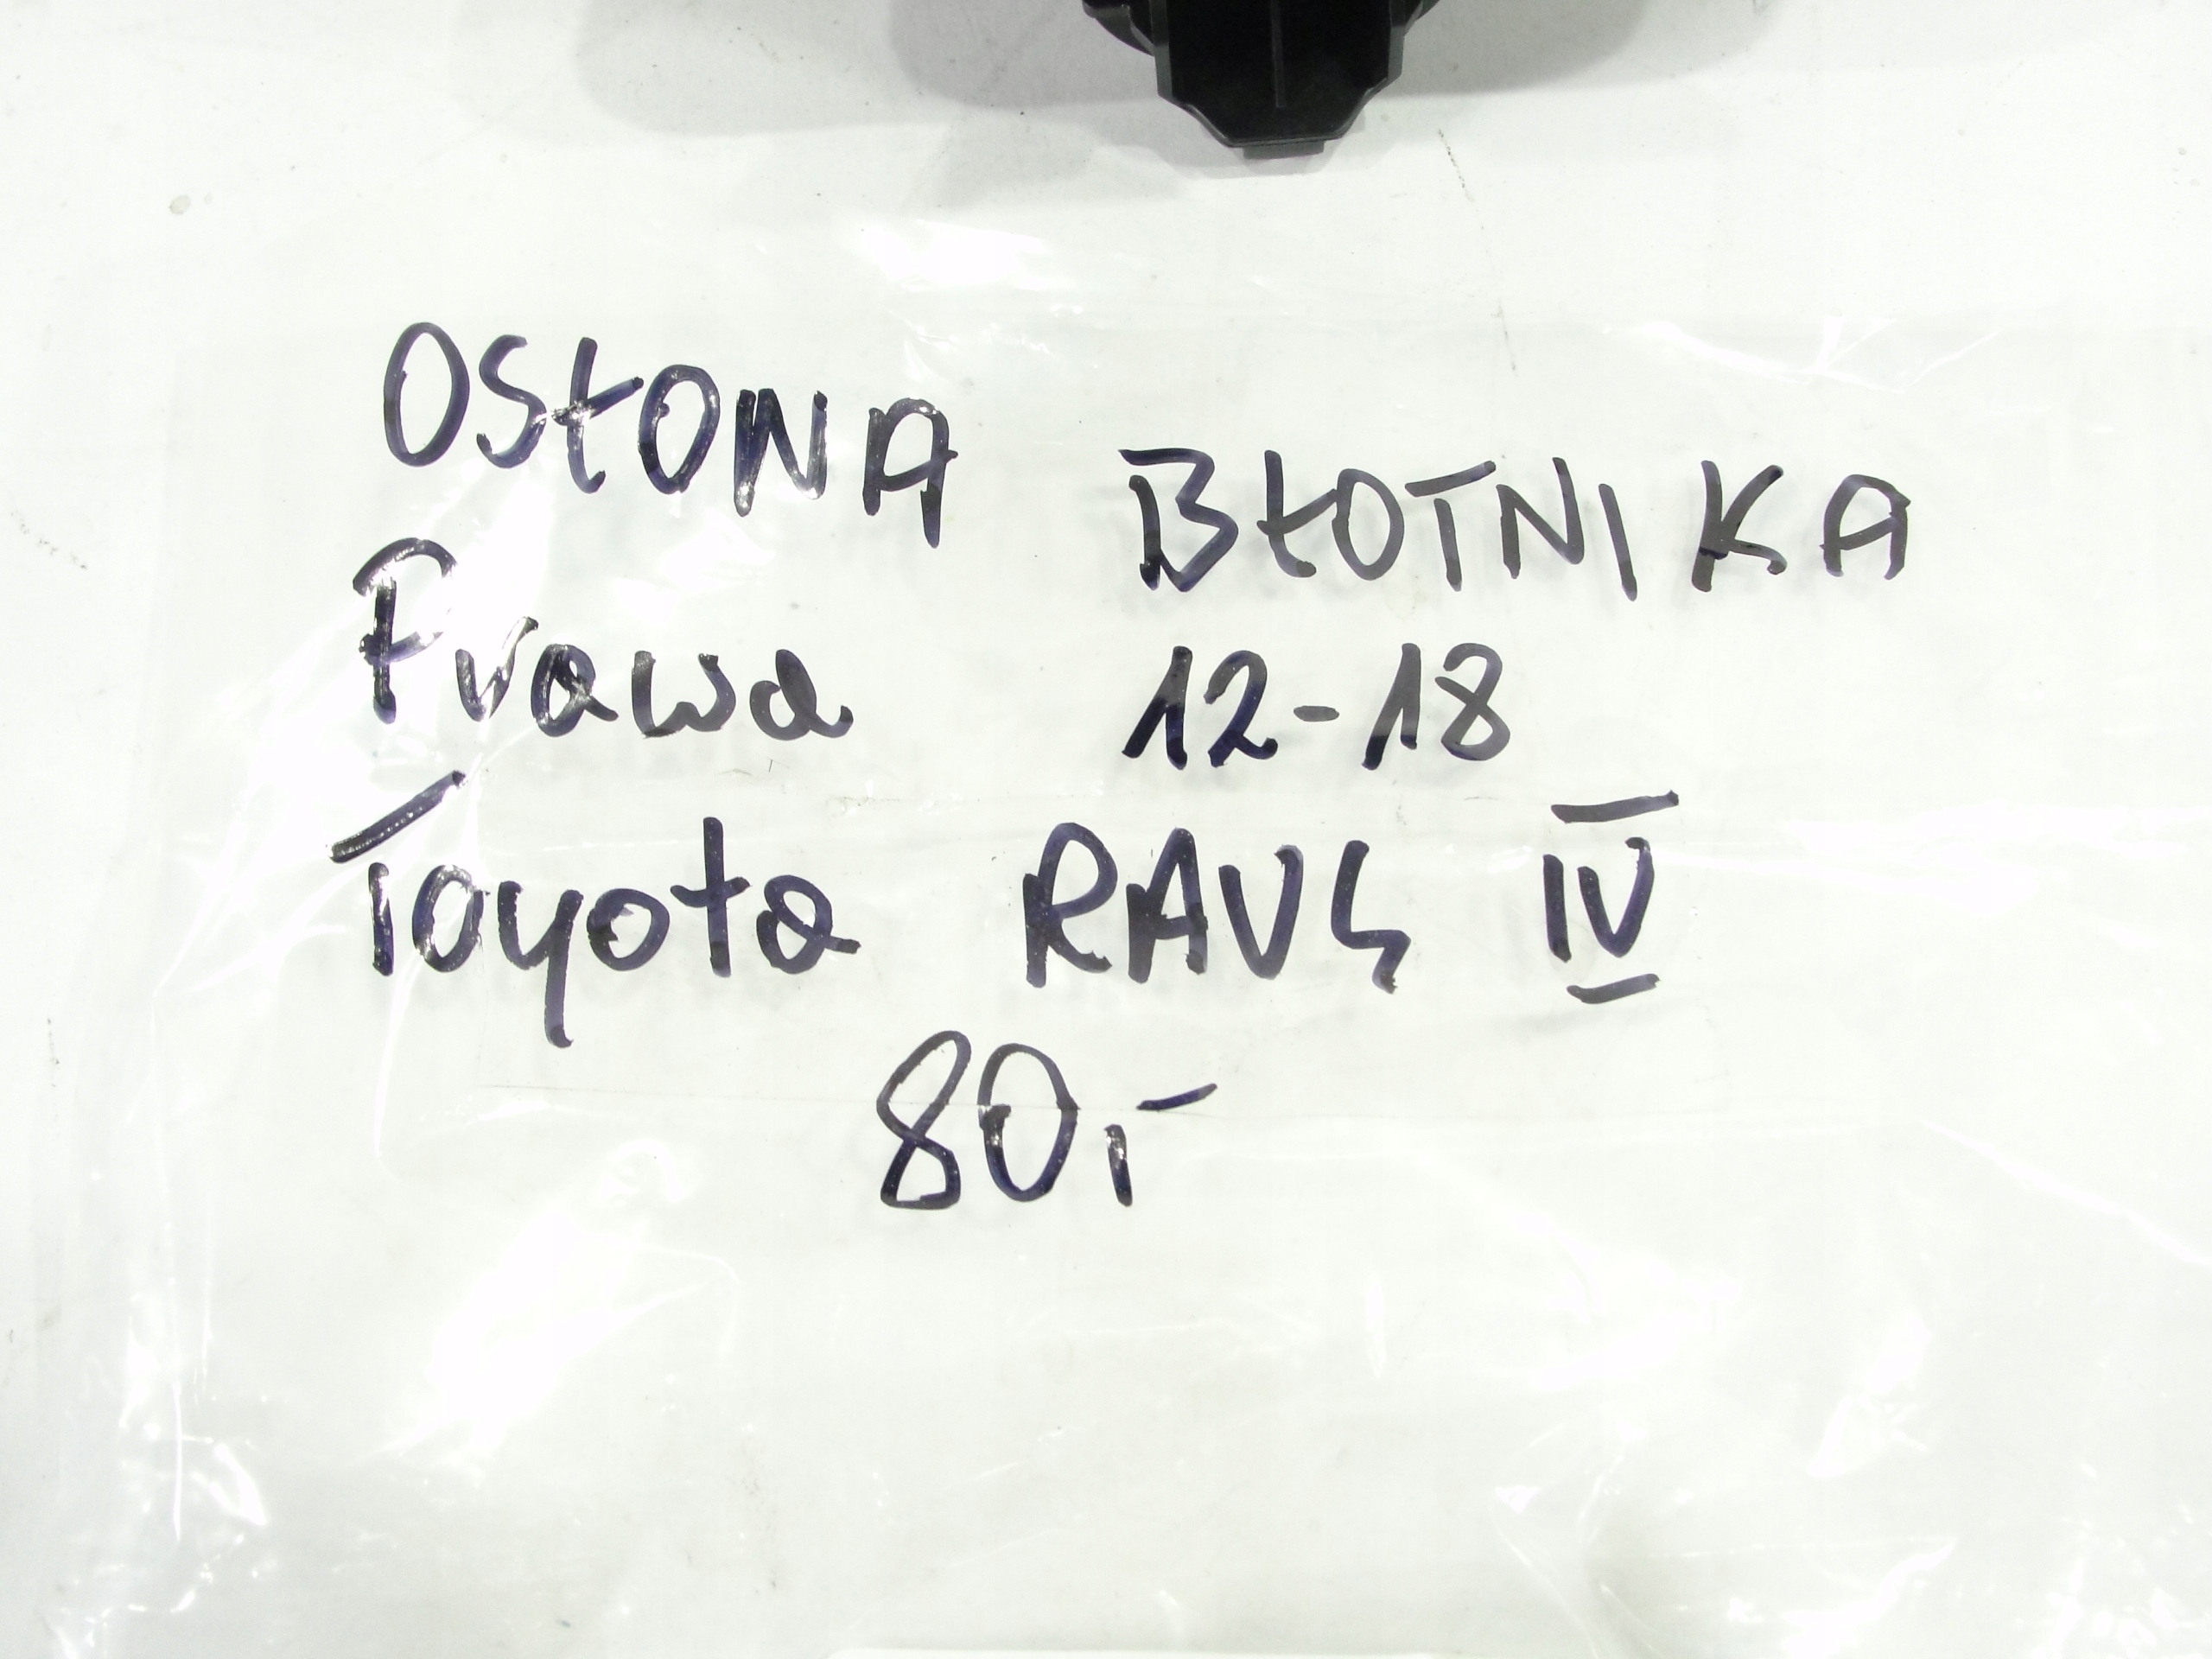 OSŁONA BŁOTNIKA
Prawa 12-18
Toyota RAV4 IV
80,-